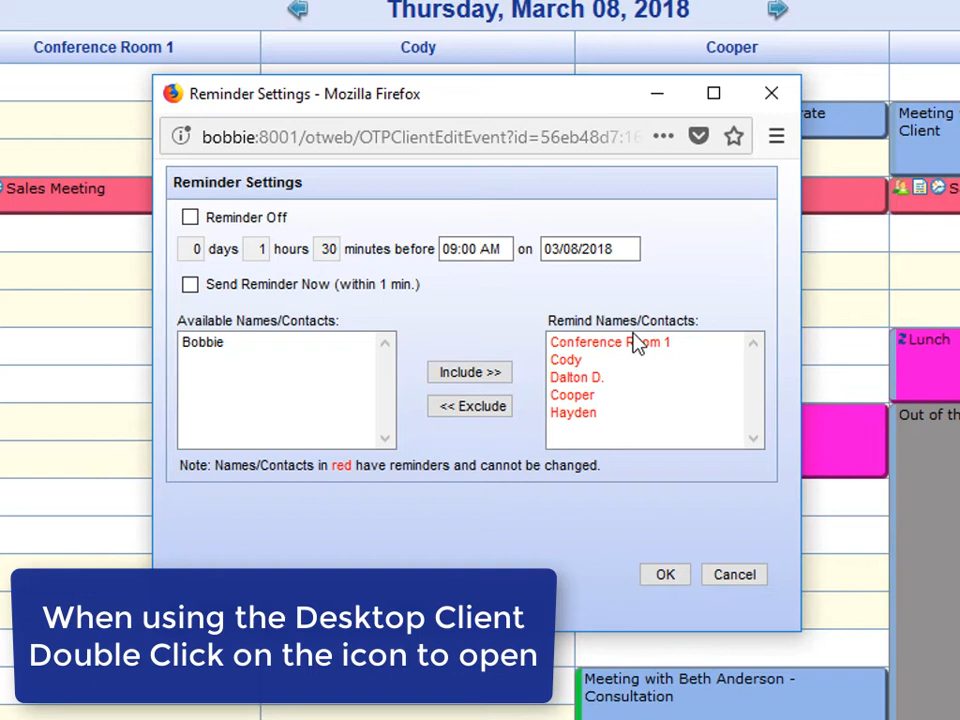 Thursday, March 08, 2018
Conference Room 1
Cody
Cooper
Meeting with
Client
Sales Meeting
Lunch
Out of th
Reminder Settings - Mozilla Firefox
bobbie:8001/otweb/OTPClientEditEvent?id=56eb48d7:16
Reminder Settings
Reminder Off
0 days 1 hours 30 minutes before 09:00 AM on 03/08/2018
Send Reminder Now (within 1 min.)
Available Names/Contacts:
Bobbie
Include >>
<< Exclude
Remind Names/Contacts:
Conference Room 1
Cody
Dalton D.
Cooper
Hayden
Note: Names/Contacts in red have reminders and cannot be changed.
OK
Cancel
When using the Desktop Client
Double Click on the icon to open
Meeting with Beth Anderson -
Consultation